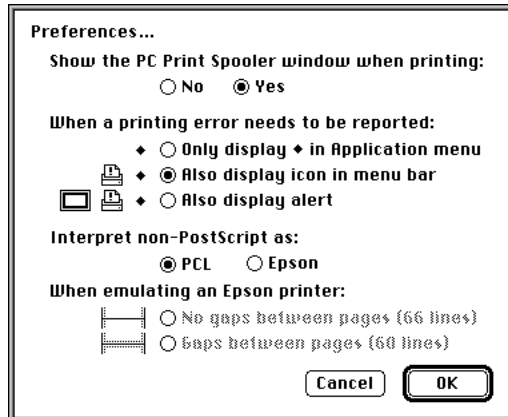 Preferences...
Show the PC Print Spooler window when printing:
No Yes
When a printing error needs to be reported:
Only display ◆ in Application menu
Also display icon in menu bar
Also display alert
Interpret non-PostScript as:
PCL Epson
When emulating an Epson printer:
No gaps between pages (66 lines)
Gaps between pages (60 lines)
Cancel OK